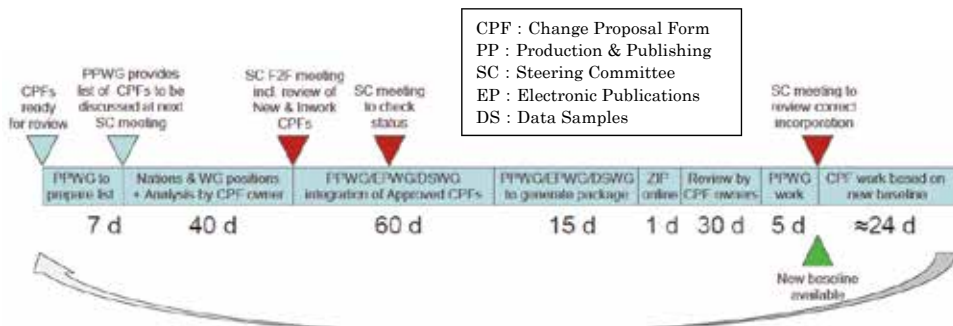 CPF : Change Proposal Form
PP : Production & Publishing
SC : Steering Committee
EP : Electronic Publications
DS : Data Samples
CPFs
ready
for review
PPWG provides
list of CPFs to be
discussed at next
SC meeting
SC F2F meeting
incl. review of
New & Inwork
CPFs
SC meeting
to check
status
SC meeting to
review correct
incorporation
PPWG to
prepare list
Nations & WG positions
+ Analysis by CPF owner
PPWG/EPWG/DSWG
integration of Approved CPFs
PPWG/EPWG/DSWG
to generate package
ZIP
online
Review by
CPF owners
PPWG
work
CPF work based on
new baseline
7 d
40 d
60 d
15 d
1 d
30 d
5 d
≈24 d
New baseline
available